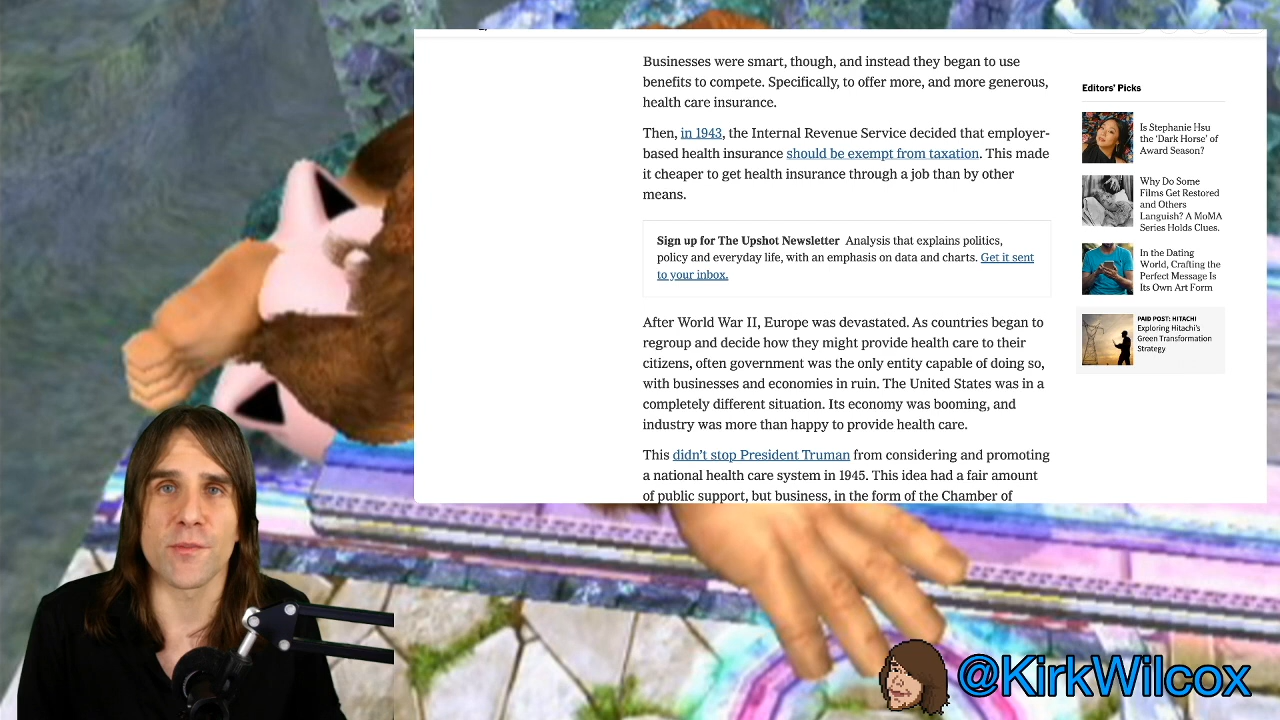 Businesses were smart, though, and instead they began to use
benefits to compete. Specifically, to offer more, and more generous,
health care insurance.
Then, in 1943, the Internal Revenue Service decided that employer-
based health insurance should be exempt from taxation. This made
it cheaper to get health insurance through a job than by other
means.
Sign up for The Upshot Newsletter Analysis that explains politics,
policy and everyday life, with an emphasis on data and charts. Get it sent
to your inbox.
After World War II, Europe was devastated. As countries began to
regroup and decide how they might provide health care to their
citizens, often government was the only entity capable of doing so,
with businesses and economies in ruin. The United States was in a
completely different situation. Its economy was booming, and
industry was more than happy to provide health care.
This didn't stop President Truman from considering and promoting
a national health care system in 1945. This idea had a fair amount
of public support, but business, in the form of the Chamber of
Editors' Picks
Is Stephanie Hsu
the 'Dark Horse' of
Award Season?
Why Do Some
Films Get Restored
and Others
Languish? A MoMA
Series Holds Clues.
In the Dating
World, Crafting the
Perfect Message Is
Its Own Art Form
PAID POST: HITACHI
Exploring Hitachi's
Green Transformation
Strategy
@KirkWilcox